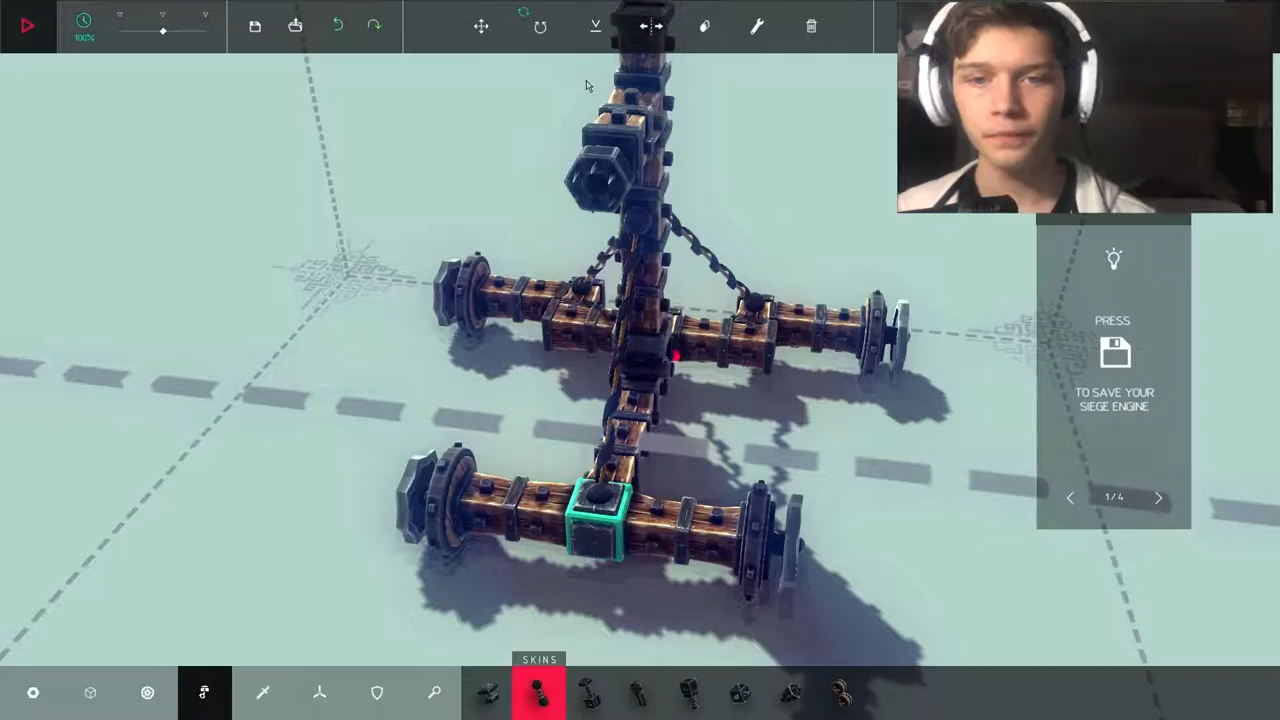 100%
PRESS
TO SAVE YOUR
SIEGE ENGINE
1/4
SKINS